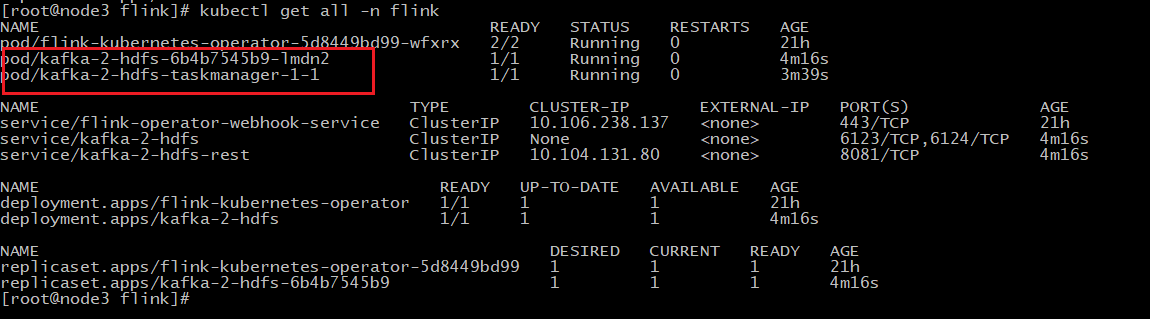 [root@node3 flink]# kubectl get all -n flink
NAME READY STATUS RESTARTS AGE
pod/flink-kubernetes-operator-5d8449bd99-wfxrx 2/2 Running 0 21h
pod/kafka-2-hdfs-6b4b7545b9-lmdn2 1/1 Running 0 4m16s
pod/kafka-2-hdfs-taskmanager-1-1 1/1 Running 0 3m39s
NAME TYPE CLUSTER-IP EXTERNAL-IP PORT(S) AGE
service/flink-operator-webhook-service ClusterIP 10.106.238.137 <none> 443/TCP 21h
service/kafka-2-hdfs ClusterIP None <none> 6123/TCP,6124/TCP 4m16s
service/kafka-2-hdfs-rest ClusterIP 10.104.131.80 <none> 8081/TCP 4m16s
NAME READY UP-TO-DATE AVAILABLE AGE
deployment.apps/flink-kubernetes-operator 1/1 1 1 21h
deployment.apps/kafka-2-hdfs 1/1 1 1 4m16s
NAME DESIRED CURRENT READY AGE
replicaset.apps/flink-kubernetes-operator-5d8449bd99 1 1 1 21h
replicaset.apps/kafka-2-hdfs-6b4b7545b9 1 1 1 4m16s
[root@node3 flink]#